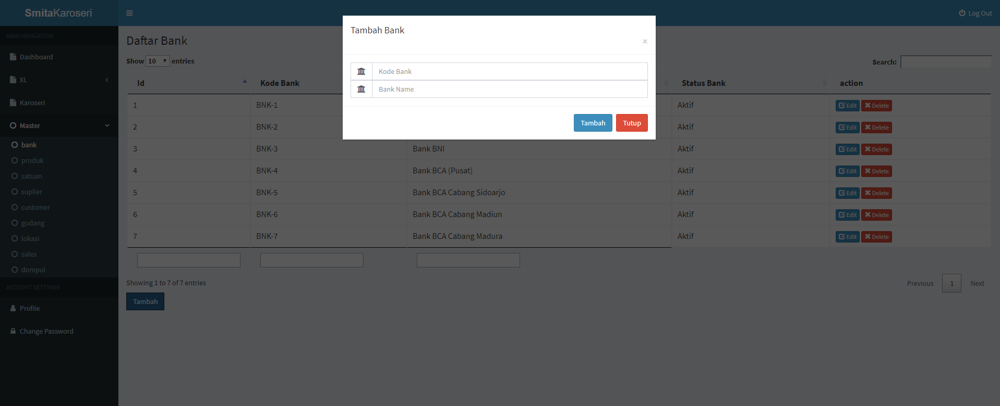 SmitaKaroseri
Log Out
MAIN NAVIGATION
Dashboard
XL
Karoseri
Master
bank
produk
satuan
suplier
customer
gudang
lokasi
sales
dompul
ACCOUNT SETTINGS
Profile
Change Password
Tambah Bank
×
Kode Bank
Bank Name
Tambah Tutup
Daftar Bank
Show 10 entries
Search:
Id Kode Bank Status Bank action
1 BNK-1 Aktif Edit Delete
2 BNK-2 Aktif Edit Delete
3 BNK-3 Bank BNI Aktif Edit Delete
4 BNK-4 Bank BCA (Pusat) Aktif Edit Delete
5 BNK-5 Bank BCA Cabang Sidoarjo Aktif Edit Delete
6 BNK-6 Bank BCA Cabang Madiun Aktif Edit Delete
7 BNK-7 Bank BCA Cabang Madura Aktif Edit Delete
Showing 1 to 7 of 7 entries
Previous 1 Next
Tambah